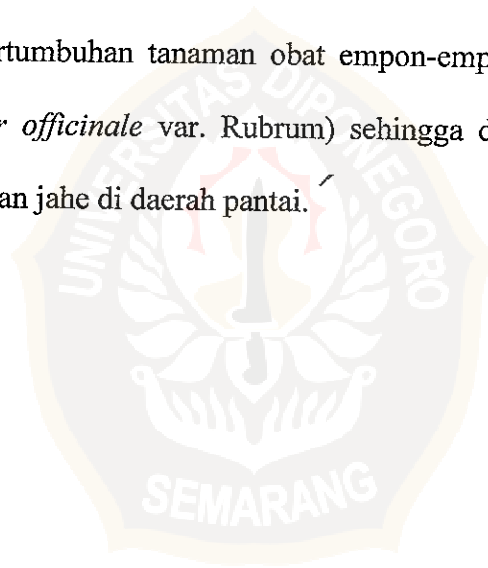 rtumbuhan tanaman obat empon-emp
r officinale var. Rubrum) sehingga d
an jahe di daerah pantai.
UNIVERSITAS DIPONEGORO
SEMARANG